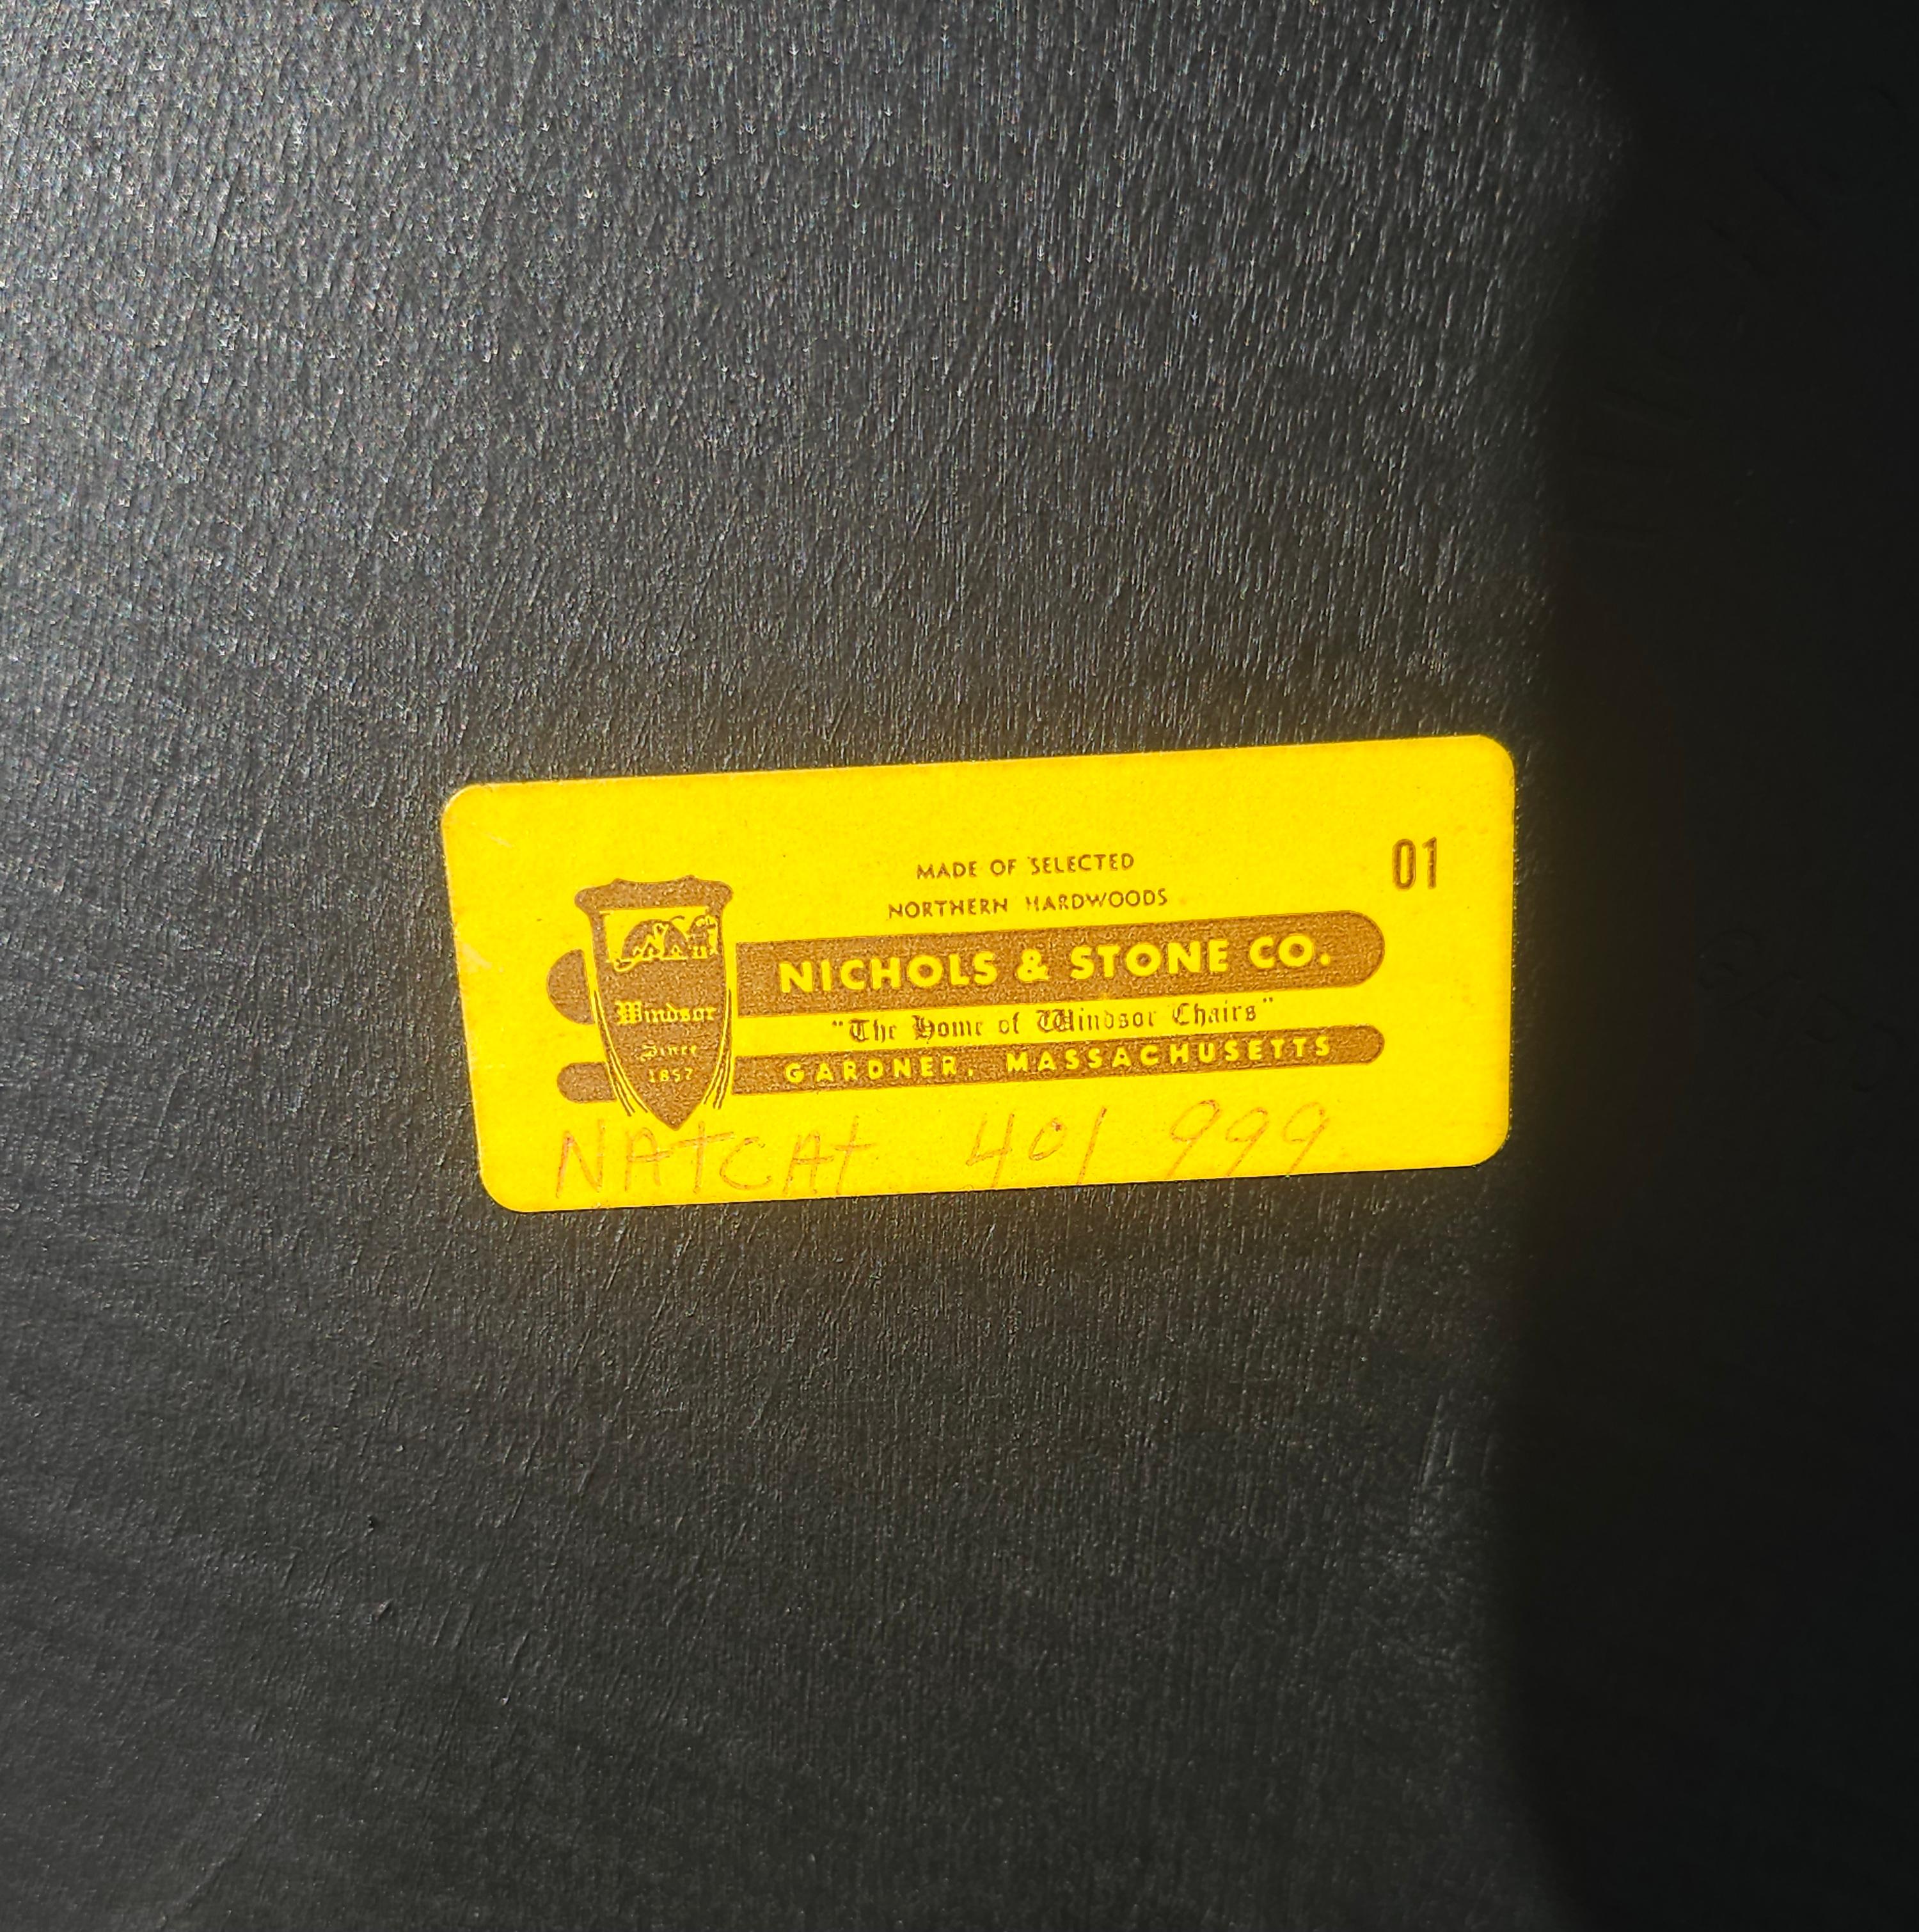 MADE OF SELECTED
NORTHERN HARDWOODS
01
NICHOLS & STONE CO.
"The Home of Windsor Chairs"
GARDNER, MASSACHUSETTS
Windsor
Since
1857
NATCAT 401 999